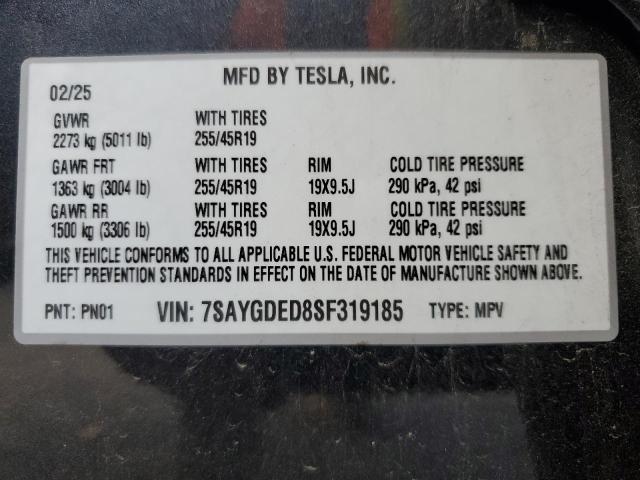 MFD BY TESLA, INC.
02/25
GVWR WITH TIRES
2273 kg (5011 lb) 255/45R19
GAWR FRT WITH TIRES RIM COLD TIRE PRESSURE
1363 kg (3004 lb) 255/45R19 19X9.5J 290 kPa, 42 psi
GAWR RR WITH TIRES RIM COLD TIRE PRESSURE
1500 kg (3306 lb) 255/45R19 19X9.5J 290 kPa, 42 psi
THIS VEHICLE CONFORMS TO ALL APPLICABLE U.S. FEDERAL MOTOR VEHICLE SAFETY AND
THEFT PREVENTION STANDARDS IN EFFECT ON THE DATE OF MANUFACTURE SHOWN ABOVE.
PNT: PN01 VIN: 7SAYGDED8SF319185 TYPE: MPV